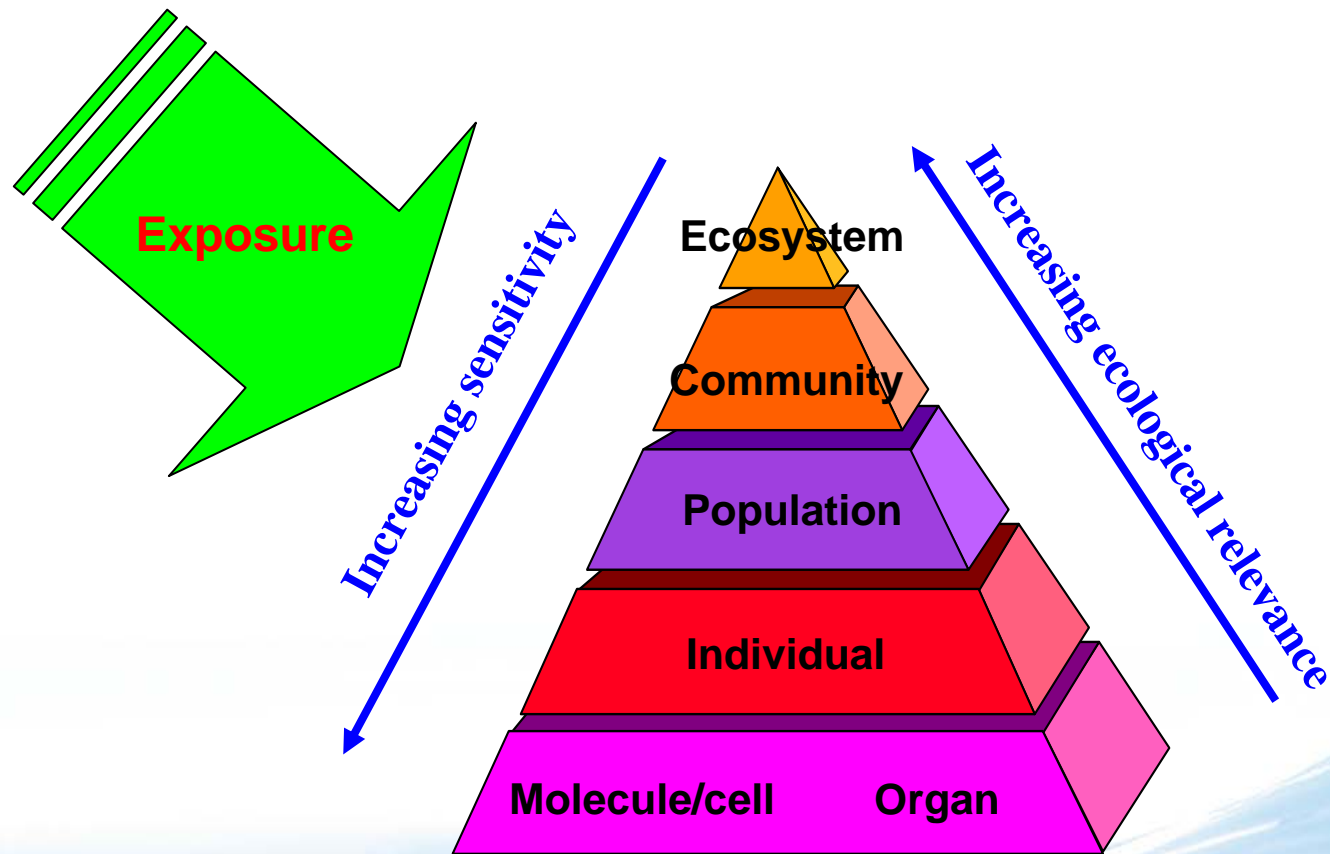 Exposure
Increasing sensitivity
Increasing ecological relevance
Ecosystem
Community
Population
Individual
Molecule/cell Organ